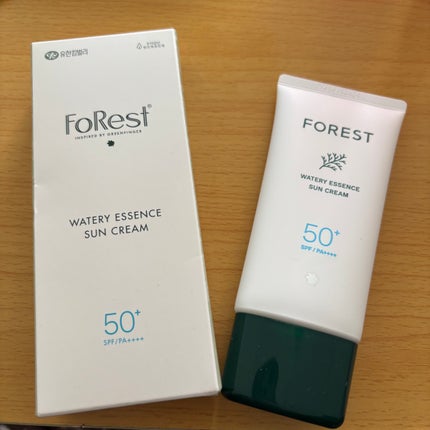 유한킴벌리
FoRest®
INSPIRED BY GREENFINGER
WATERY ESSENCE
SUN CREAM
50+
SPF/PA++++
FOREST
WATERY ESSENCE
SUN CREAM
50+
SPF/PA++++